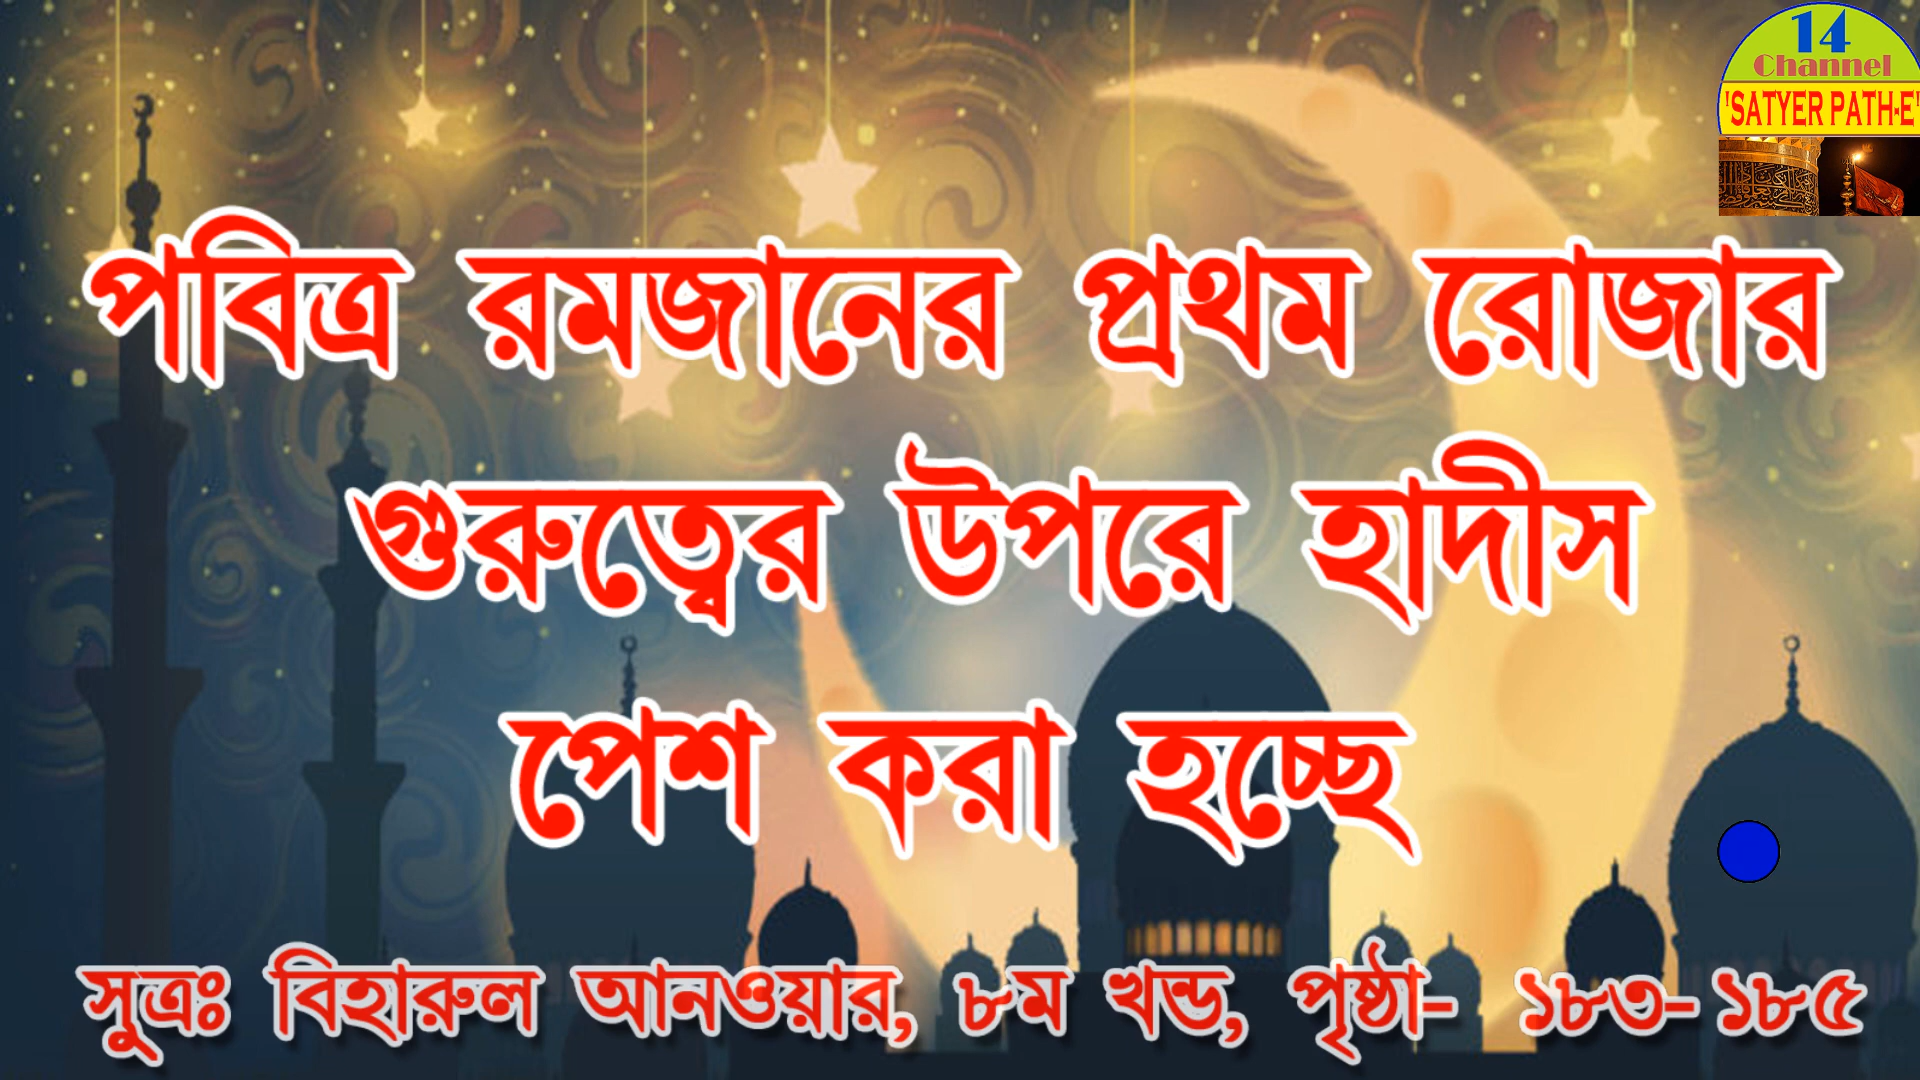 14
Channel
'SATYER PATH-E'
পবিত্র রমজানের প্রথম রোজার
গুরুত্বের উপরে হাদীস
পেশ করা হচ্ছে
সুত্রঃ বিহারুল আনওয়ার, ৮ম খন্ড, পৃষ্ঠা- ১৮৩- ১৮৫